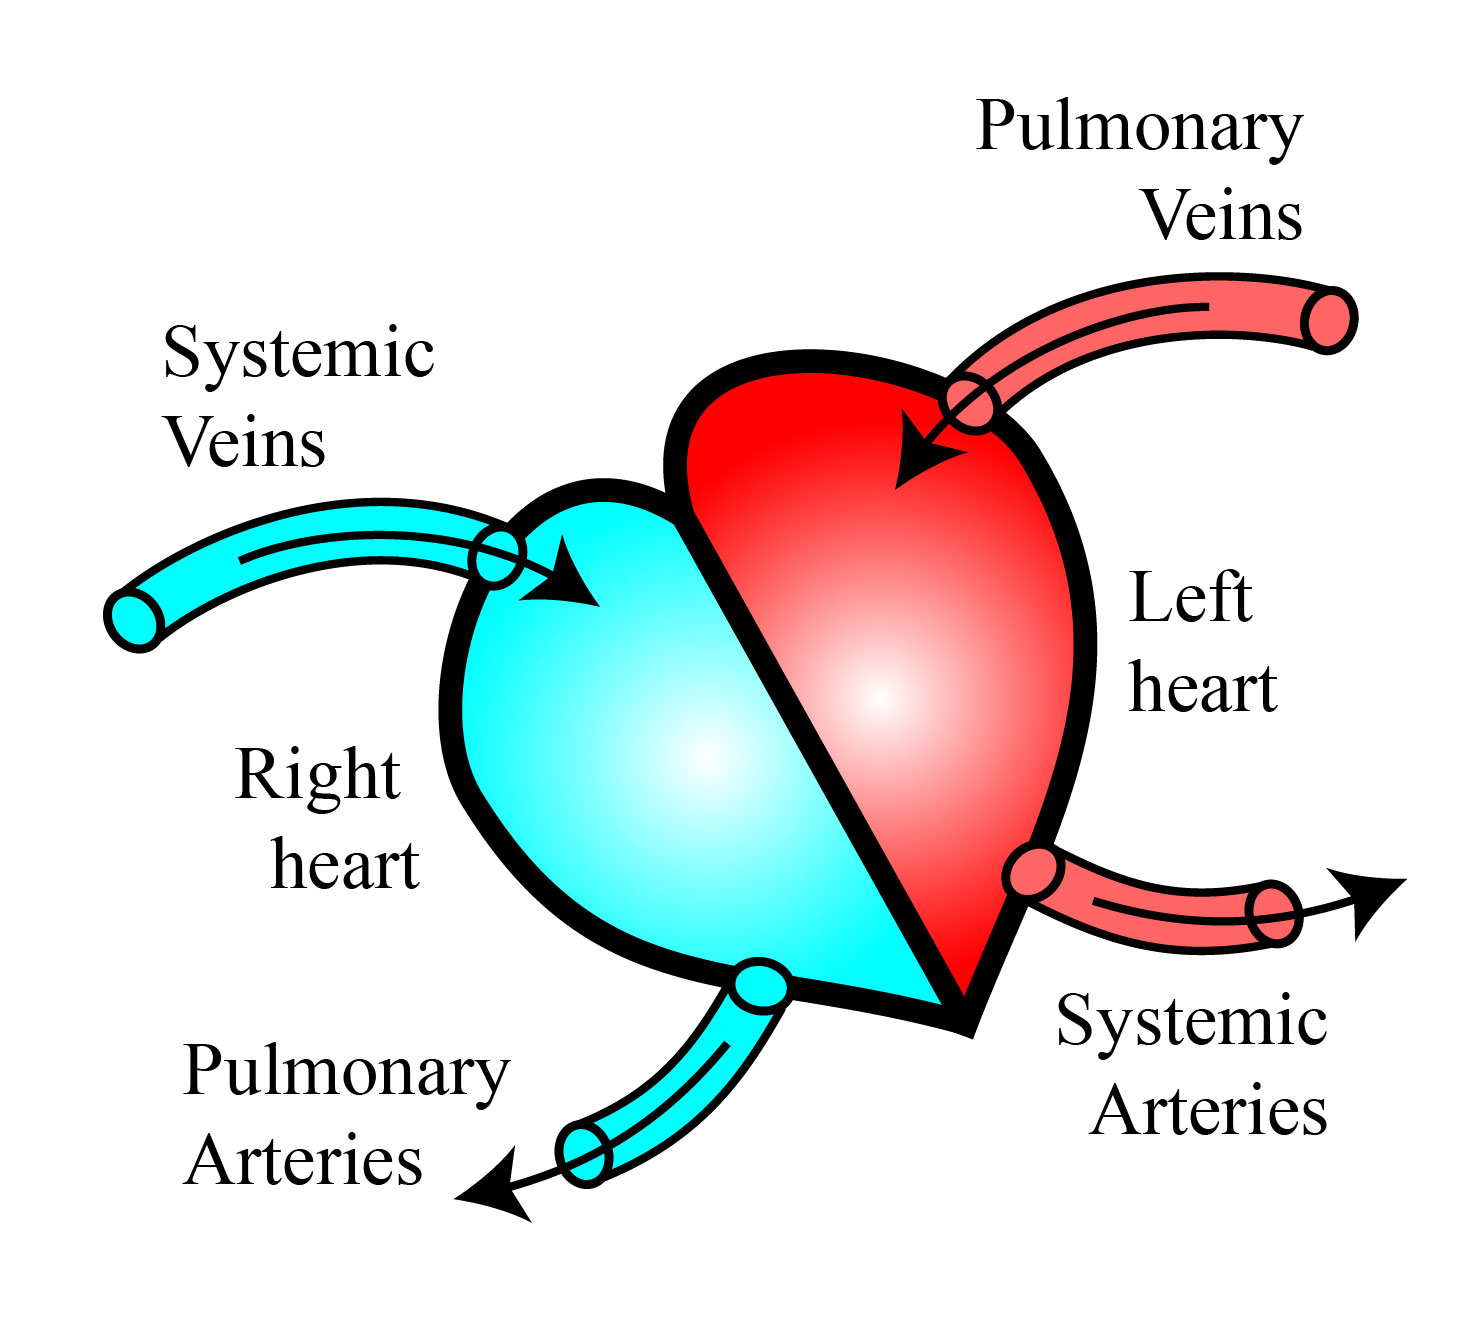 Pulmonary
Veins
Systemic
Veins
Left
heart
Right
heart
Systemic
Arteries
Pulmonary
Arteries